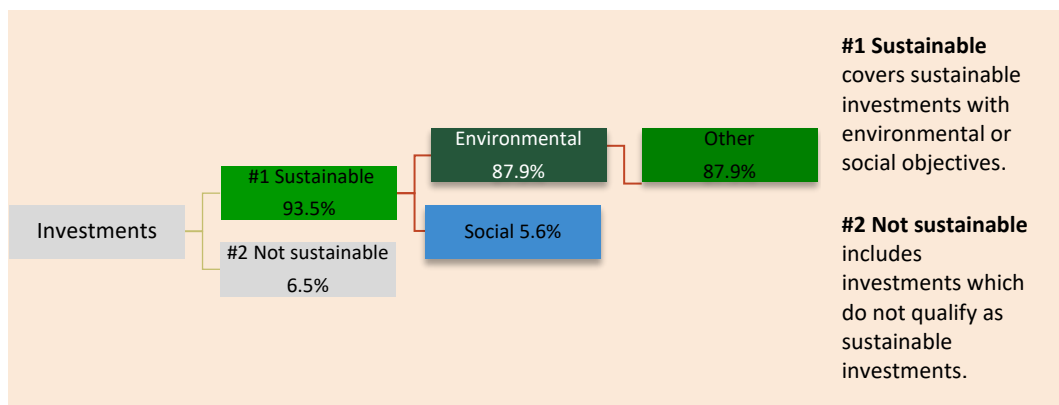 Investments
#1 Sustainable
93.5%
#2 Not sustainable
6.5%
Environmental
87.9%
Social 5.6%
Other
87.9%
#1 Sustainable
covers sustainable
investments with
environmental or
social objectives.
#2 Not sustainable
includes
investments which
do not qualify as
sustainable
investments.